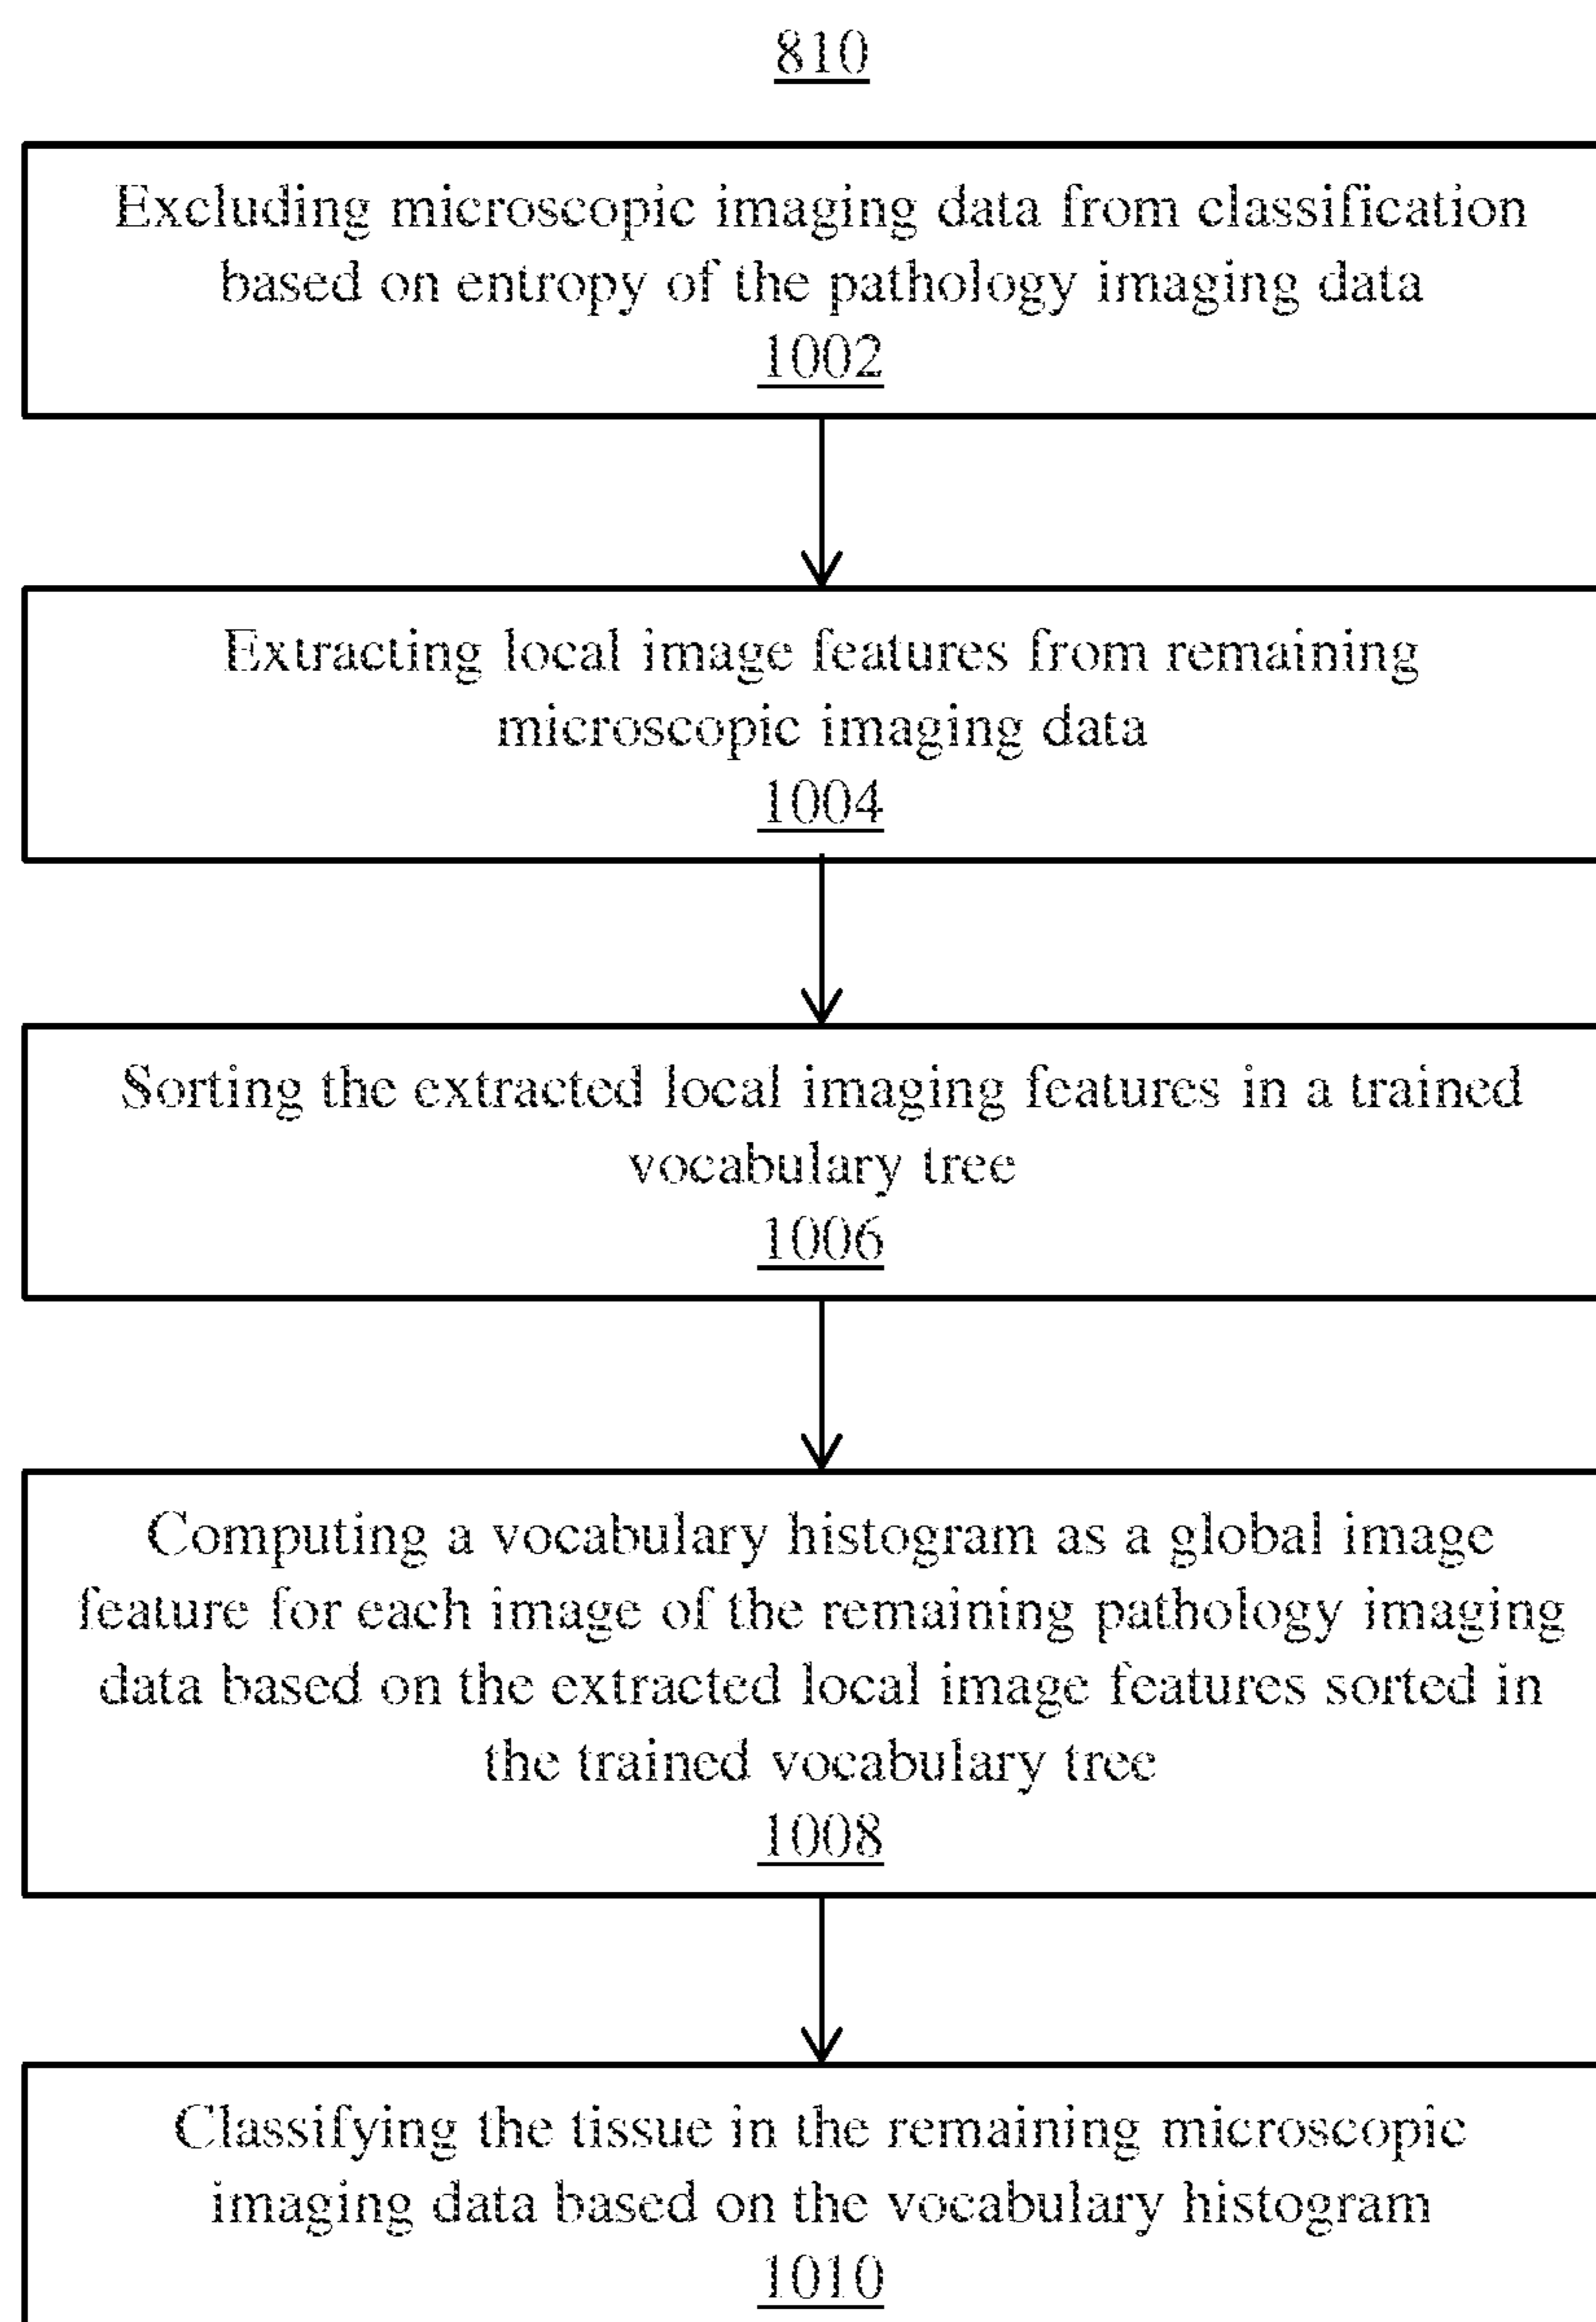 810
Excluding microscopic imaging data from classification
based on entropy of the pathology imaging data
1002
Extracting local image features from remaining
microscopic imaging data
1004
Sorting the extracted local imaging features in a trained
vocabulary tree
1006
Computing a vocabulary histogram as a global image
feature for each image of the remaining pathology imaging
data based on the extracted local image features sorted in
the trained vocabulary tree
1008
Classifying the tissue in the remaining microscopic
imaging data based on the vocabulary histogram
1010